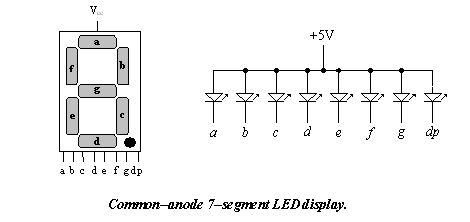 Vcc
+5V
a
f b
g
e c
d
a b c d e f g dp
a b c d e f g dp
Common-anode 7-segment LED display.